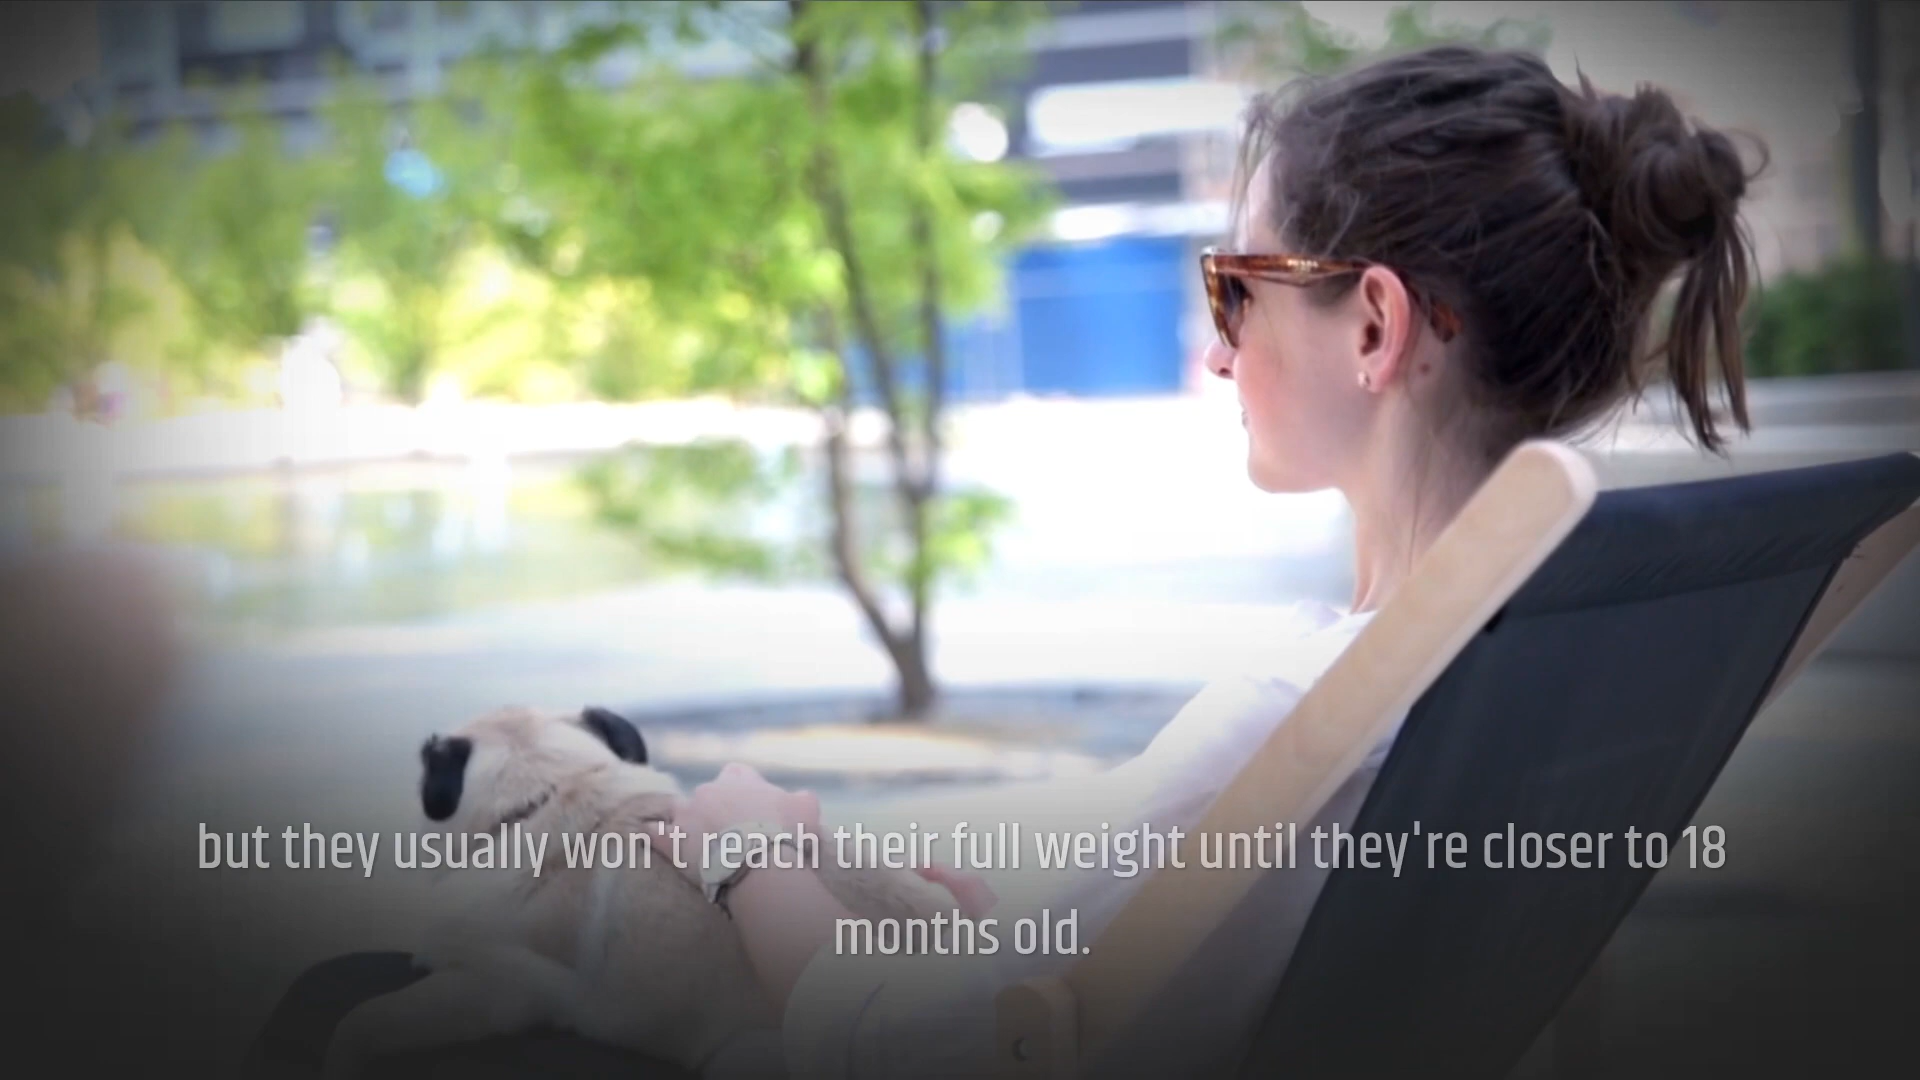 but they usually won't reach their full weight until they're closer to 18
months old.